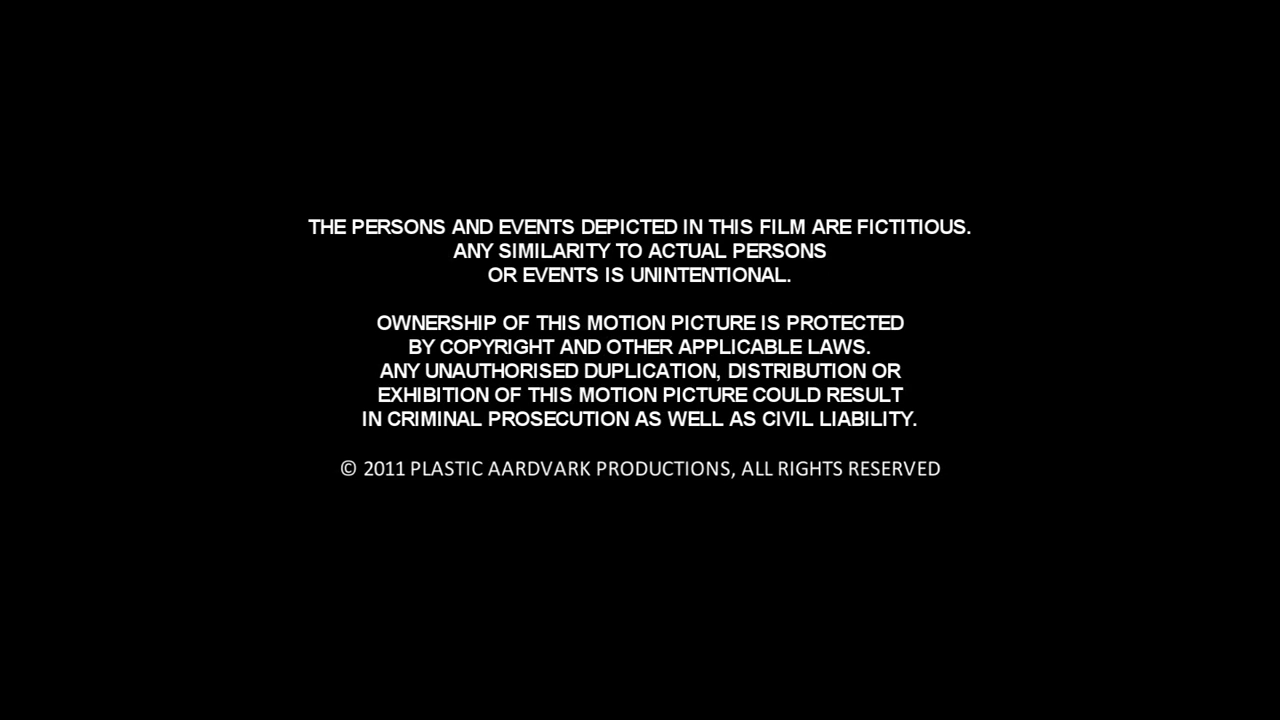 THE PERSONS AND EVENTS DEPICTED IN THIS FILM ARE FICTITIOUS.
ANY SIMILARITY TO ACTUAL PERSONS
OR EVENTS IS UNINTENTIONAL.
OWNERSHIP OF THIS MOTION PICTURE IS PROTECTED
BY COPYRIGHT AND OTHER APPLICABLE LAWS.
ANY UNAUTHORISED DUPLICATION, DISTRIBUTION OR
EXHIBITION OF THIS MOTION PICTURE COULD RESULT
IN CRIMINAL PROSECUTION AS WELL AS CIVIL LIABILITY.
© 2011 PLASTIC AARDVARK PRODUCTIONS, ALL RIGHTS RESERVED